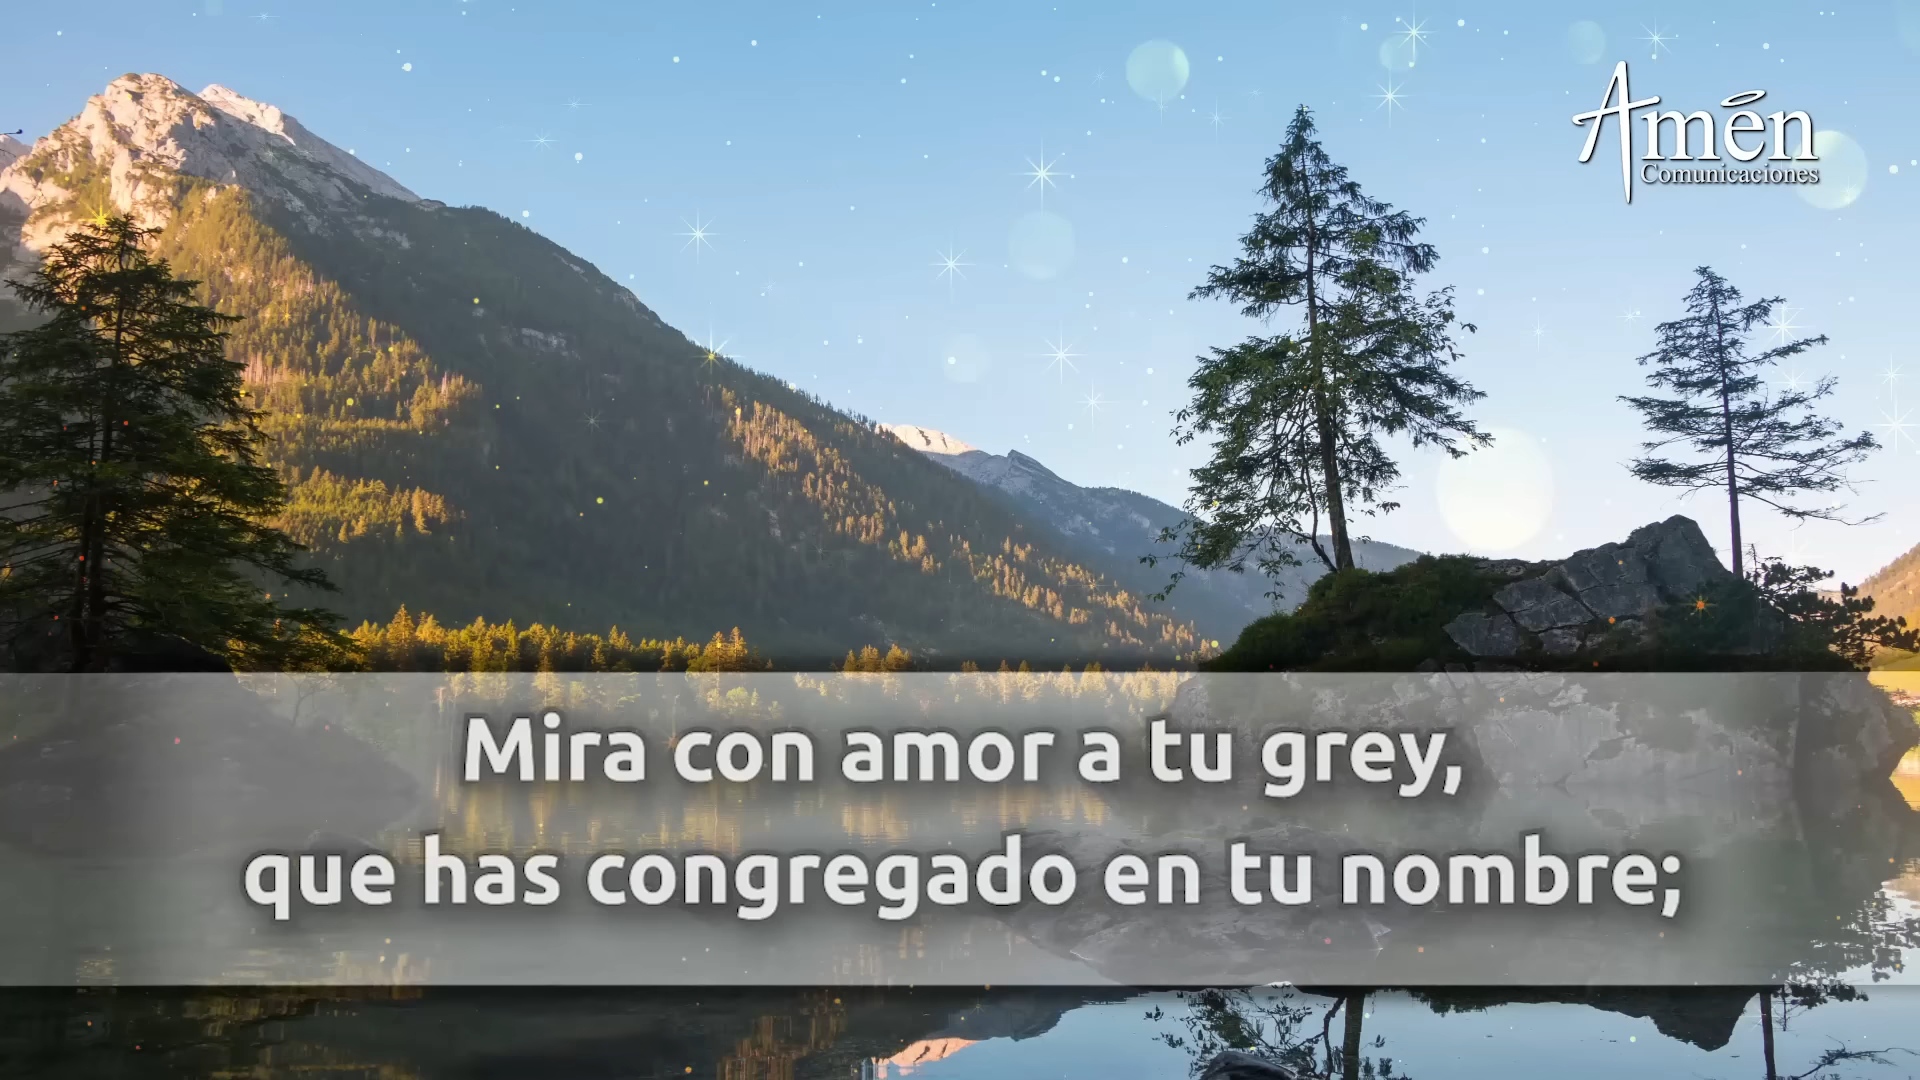 Amén
Comunicaciones
Mira con amor a tu grey,
que has congregado en tu nombre;